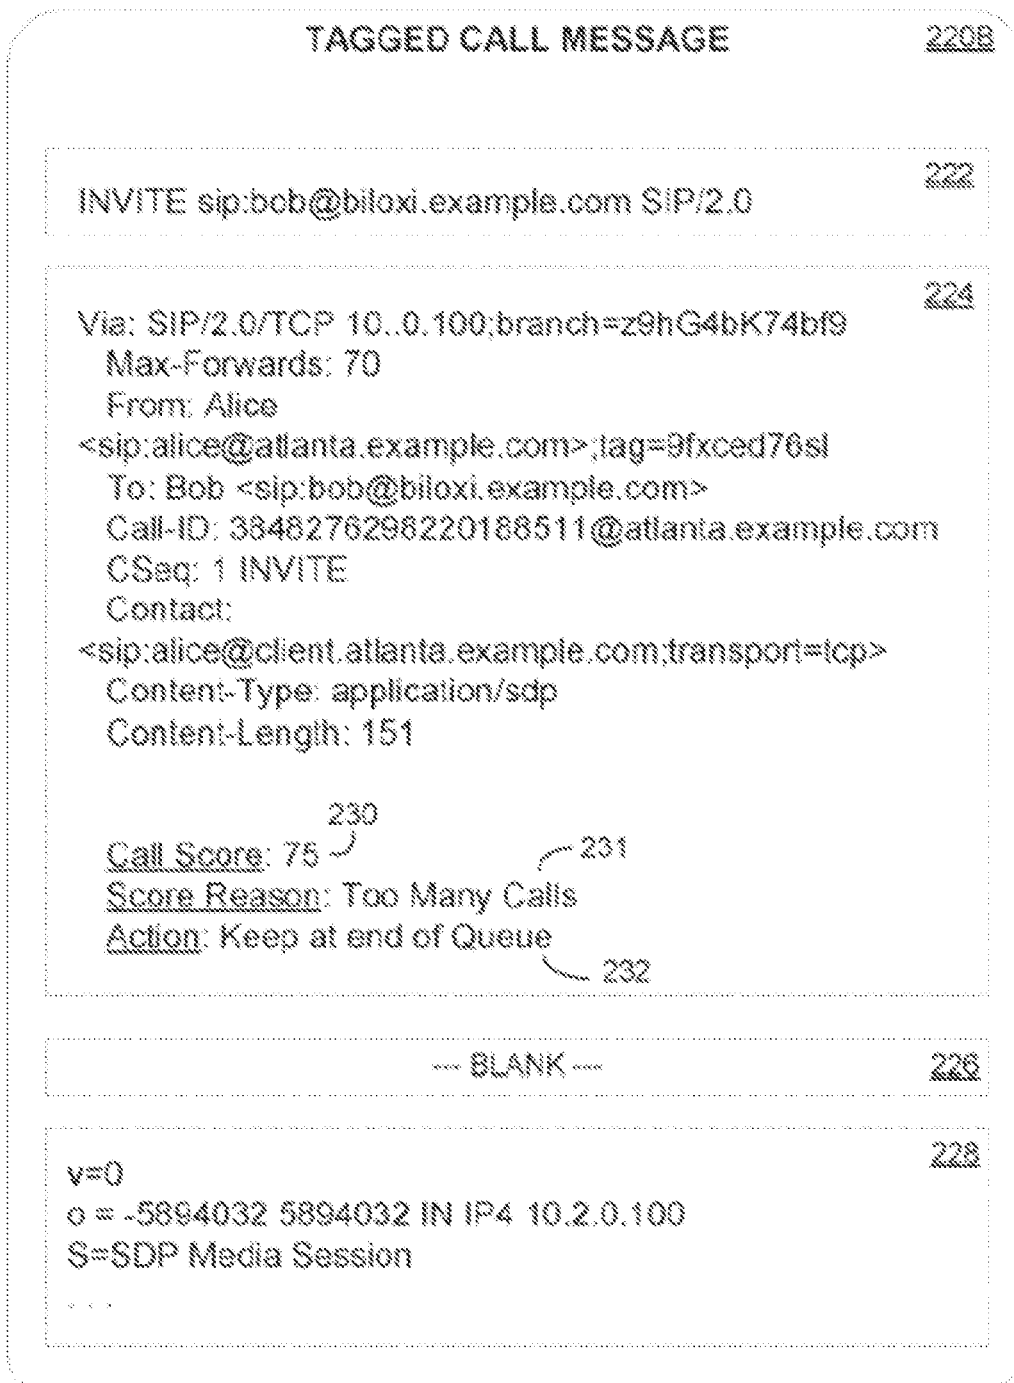 TAGGED CALL MESSAGE 220B
222
INVITE sip:bob@biloxi.example.com SIP/2.0
224
Via: SIP/2.0/TCP 10..0.100;branch=z9hG4bK74bf9
Max-Forwards: 70
From: Alice
<sip:alice@atlanta.example.com>;tag=9fxced76sl
To: Bob <sip:bob@biloxi.example.com>
Call-ID: 3848276298220188511@atlanta.example.com
CSeq: 1 INVITE
Contact:
<sip:alice@client.atlanta.example.com;transport=tcp>
Content-Type: application/sdp
Content-Length: 151
230
Call Score: 75
231
Score Reason: Too Many Calls
Action: Keep at end of Queue
232
--- BLANK --- 226
228
v=0
o = -5894032 5894032 IN IP4 10.2.0.100
S=SDP Media Session
. . .